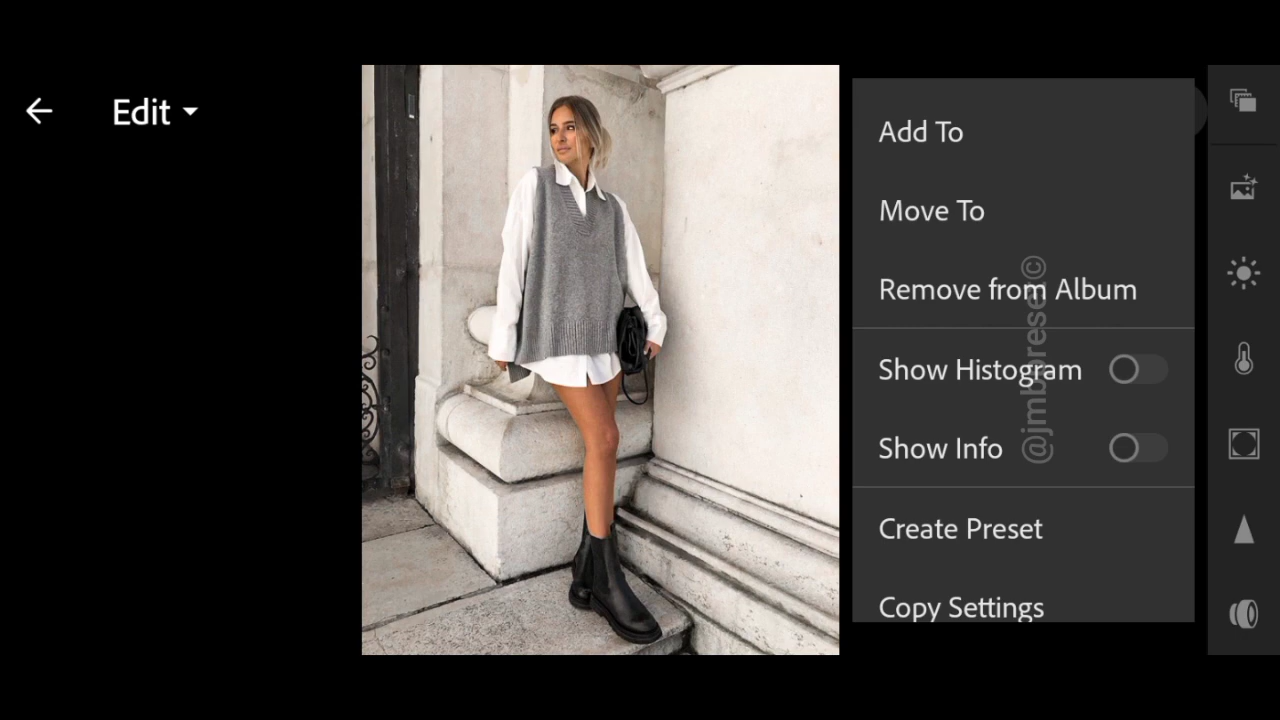 Edit
Add To
Move To
Remove from Album
Show Histogram
Show Info
Create Preset
Copy Settings
@jmbpreset©